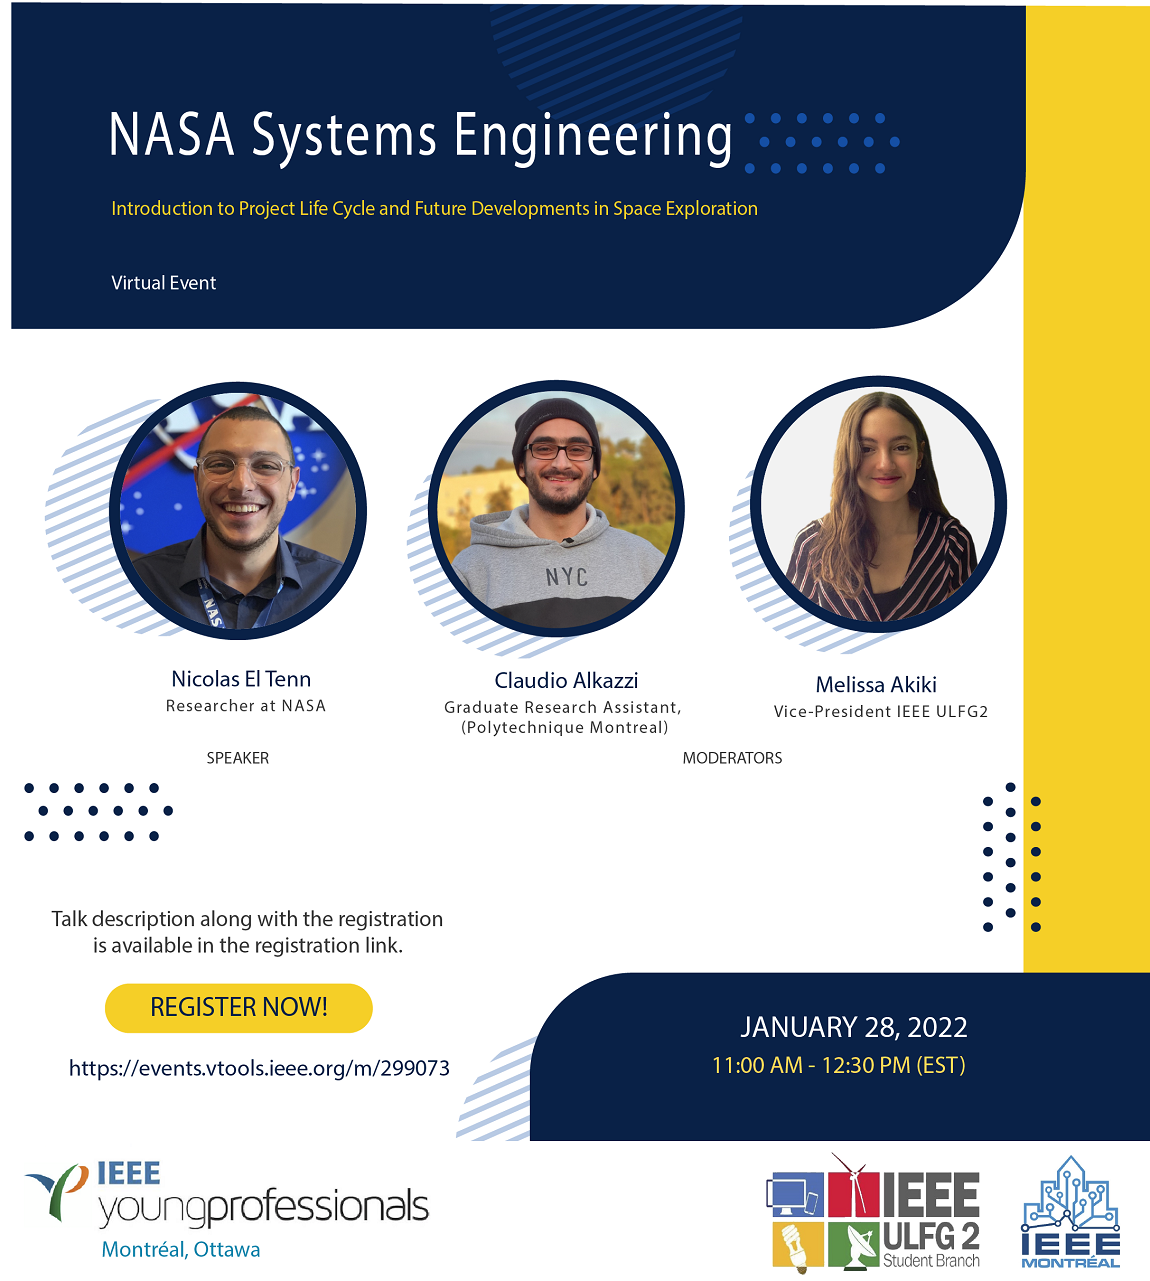 NASA Systems Engineering
Introduction to Project Life Cycle and Future Developments in Space Exploration
Virtual Event
NAS
NYC
Nicolas El Tenn
Researcher at NASA
SPEAKER
Claudio Alkazzi
Graduate Research Assistant,
(Polytechnique Montreal)
Melissa Akiki
Vice-President IEEE ULFG2
MODERATORS
Talk description along with the registration
is available in the registration link.
REGISTER NOW!
https://events.vtools.ieee.org/m/299073
JANUARY 28, 2022
11:00 AM - 12:30 PM (EST)
IEEE
youngprofessionals
Montréal, Ottawa
IEEE
ULFG 2
Student Branch
IEEE
MONTRÉAL